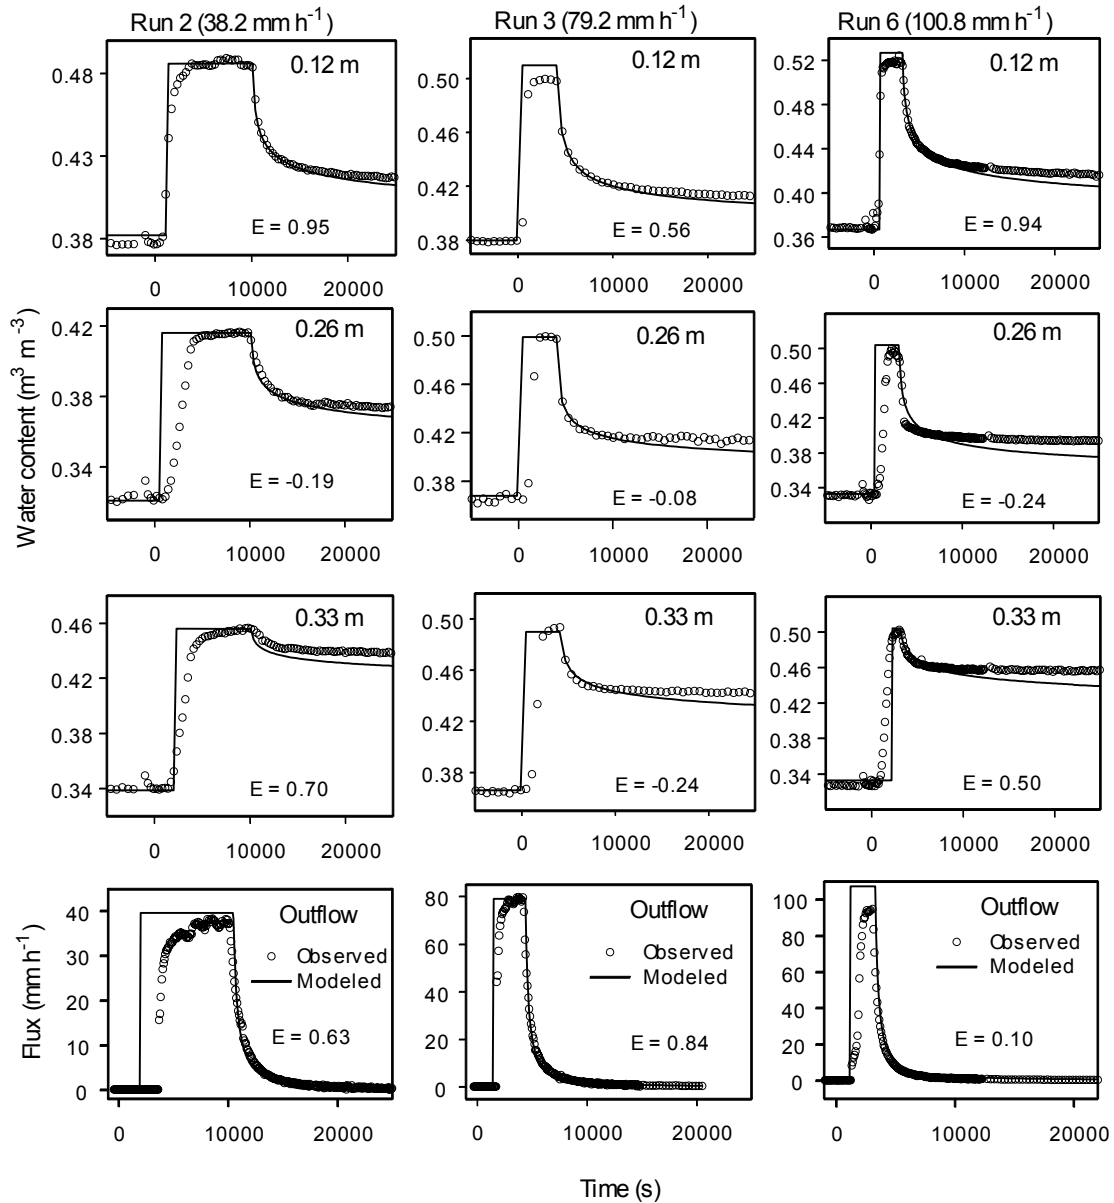 Run 2 (38.2 mm h⁻¹)
Run 3 (79.2 mm h⁻¹)
Run 6 (100.8 mm h⁻¹)
0.48
0.43
0.38
0.12 m
E = 0.95
0
10000
20000
0.50
0.46
0.42
0.38
0.12 m
E = 0.56
0
10000
20000
0.52
0.48
0.44
0.40
0.36
0.12 m
E = 0.94
0
10000
20000
Water content (m³ m⁻³)
0.42
0.38
0.34
0.26 m
E = -0.19
0
10000
20000
0.50
0.46
0.42
0.38
0.26 m
E = -0.08
0
10000
20000
0.50
0.46
0.42
0.38
0.34
0.26 m
E = -0.24
0
10000
20000
0.46
0.42
0.38
0.34
0.33 m
E = 0.70
0
10000
20000
0.50
0.46
0.42
0.38
0.33 m
E = -0.24
0
10000
20000
0.50
0.46
0.42
0.38
0.34
0.33 m
E = 0.50
0
10000
20000
Flux (mm h⁻¹)
40
30
20
10
0
Outflow
Observed
Modeled
E = 0.63
0
10000
20000
80
60
40
20
0
Outflow
Observed
Modeled
E = 0.84
0
10000
20000
100
80
60
40
20
0
Outflow
Observed
Modeled
E = 0.10
0
10000
20000
Time (s)